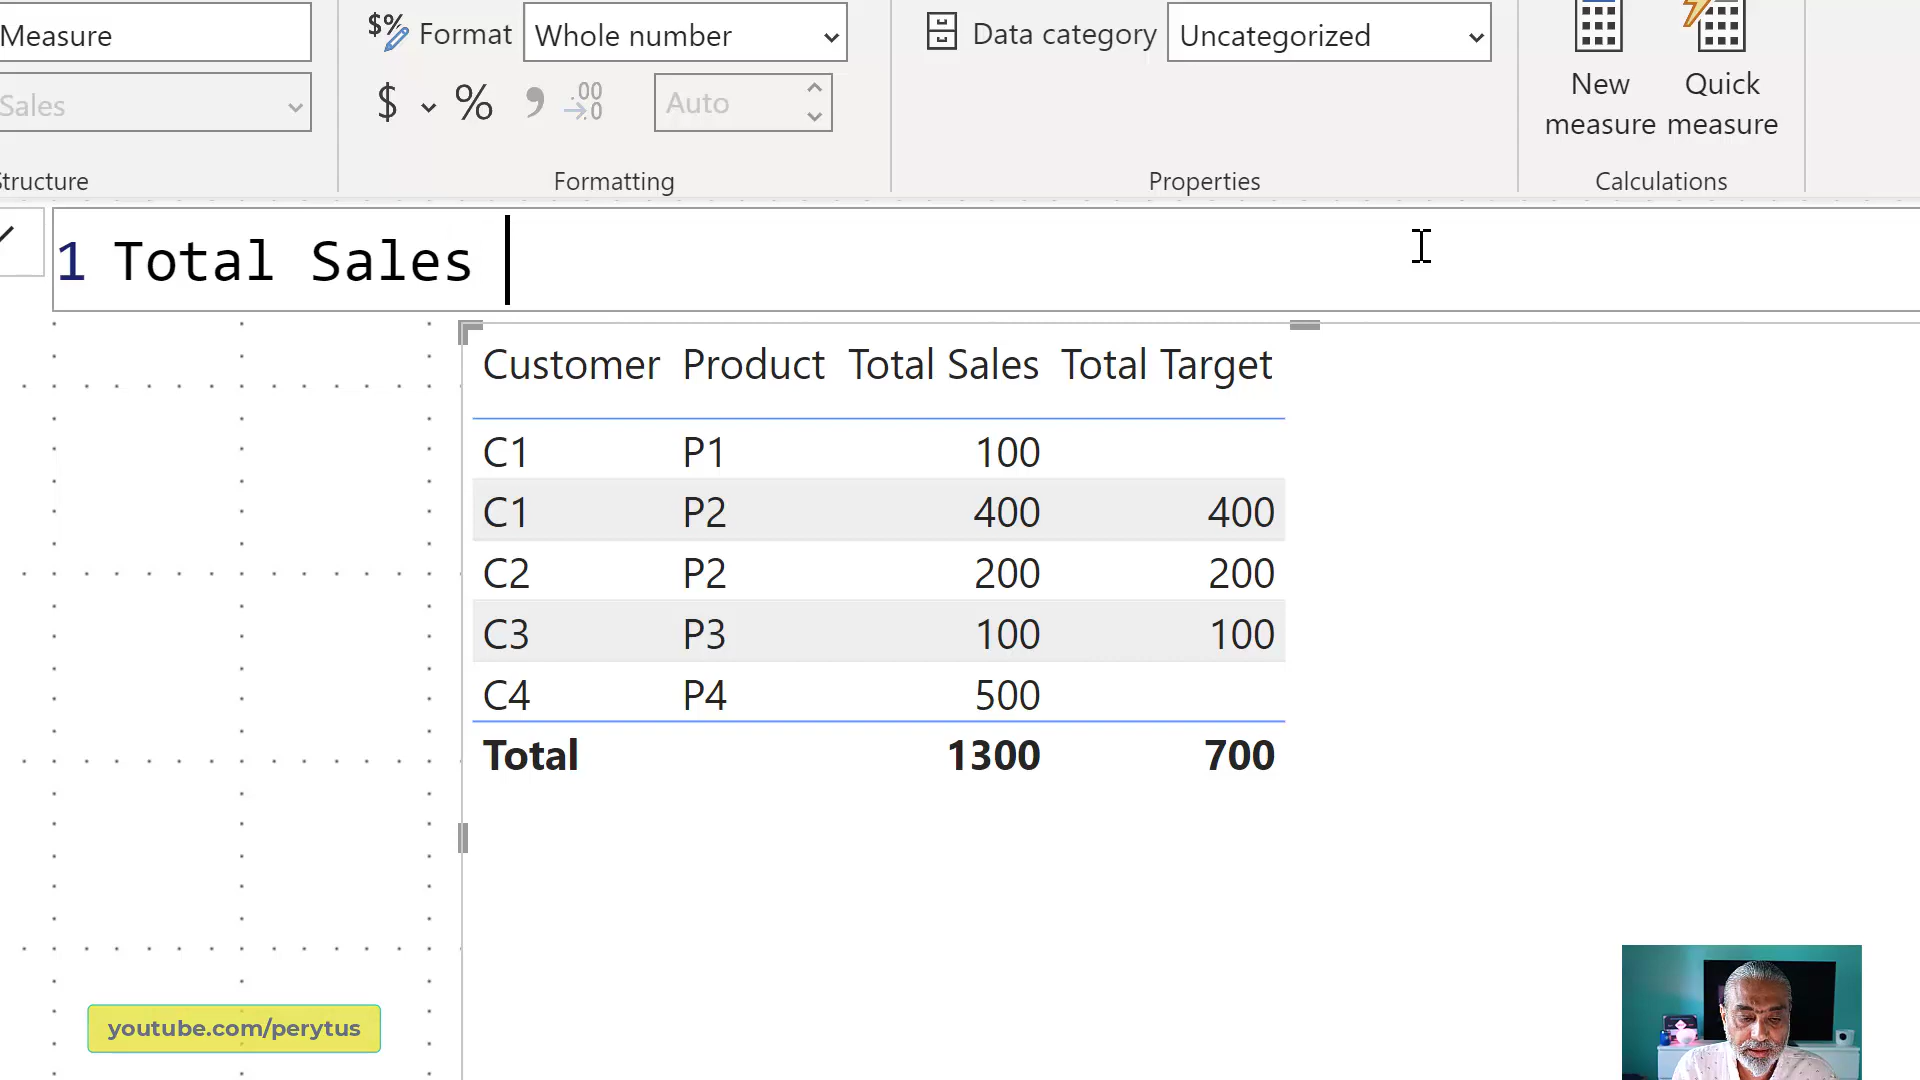 Measure
Format Whole number
Data category Uncategorized
Sales
$ % , .00 →.0 Auto
New measure
Quick measure
Structure
Formatting
Properties
Calculations
1 Total Sales
Customer Product Total Sales Total Target
C1 P1 100
C1 P2 400 400
C2 P2 200 200
C3 P3 100 100
C4 P4 500
Total 1300 700
youtube.com/perytus